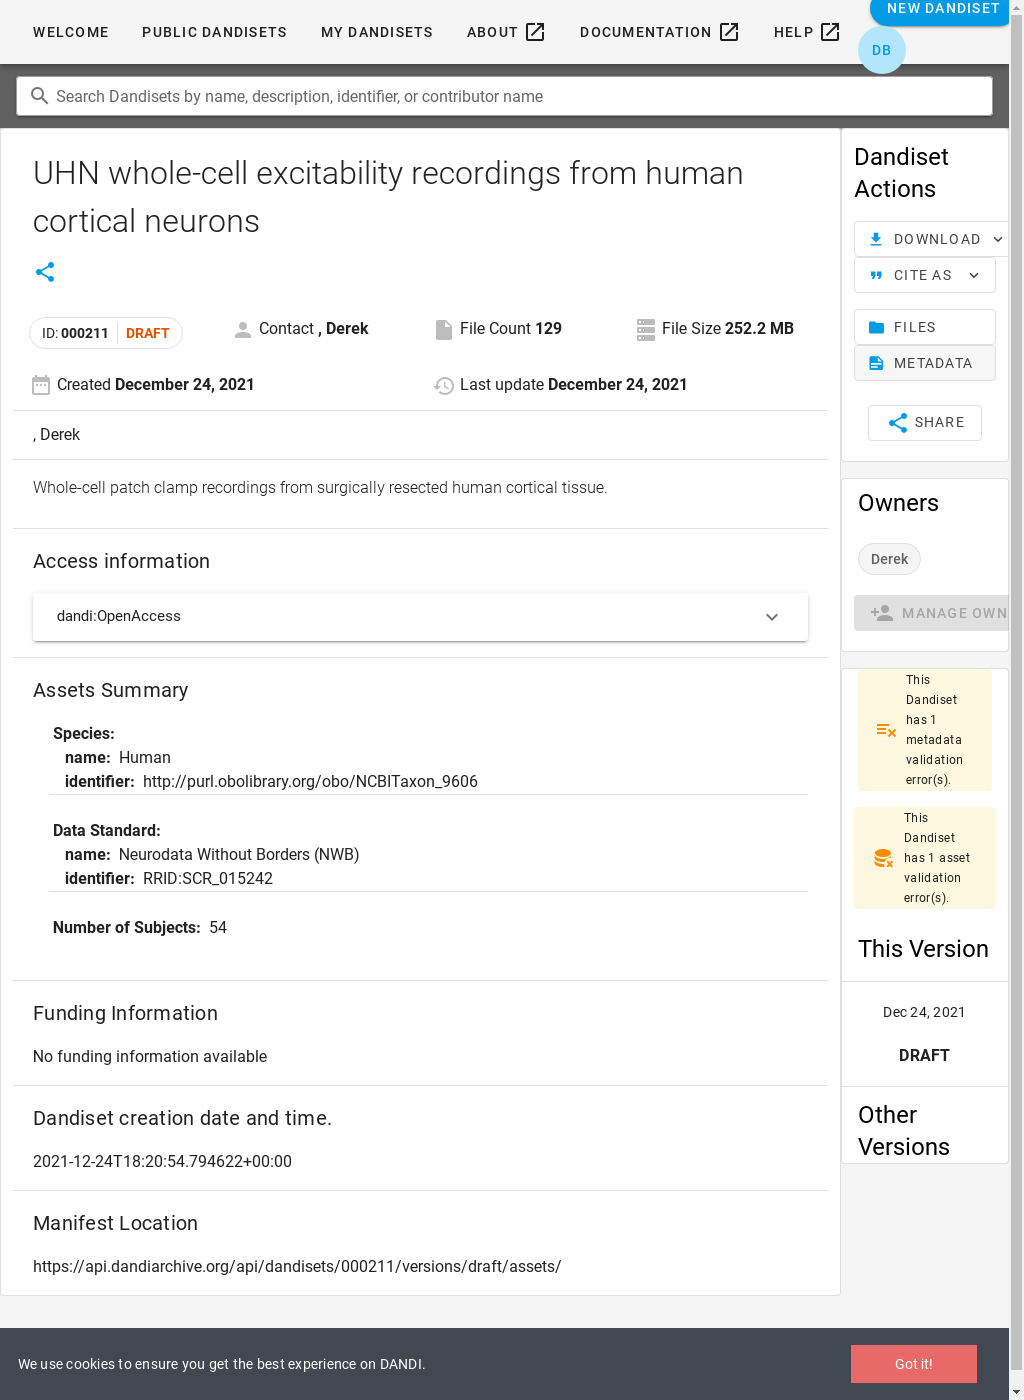 WELCOME PUBLIC DANDISETS MY DANDISETS ABOUT DOCUMENTATION HELP NEW DANDISET
DB
Search Dandisets by name, description, identifier, or contributor name
UHN whole-cell excitability recordings from human
cortical neurons
ID: 000211 DRAFT
Contact , Derek
File Count 129
File Size 252.2 MB
Created December 24, 2021
Last update December 24, 2021
, Derek
Whole-cell patch clamp recordings from surgically resected human cortical tissue.
Access information
dandi:OpenAccess
Assets Summary
Species:
name: Human
identifier: http://purl.obolibrary.org/obo/NCBITaxon_9606
Data Standard:
name: Neurodata Without Borders (NWB)
identifier: RRID:SCR_015242
Number of Subjects: 54
Funding Information
No funding information available
Dandiset creation date and time.
2021-12-24T18:20:54.794622+00:00
Manifest Location
https://api.dandiarchive.org/api/dandisets/000211/versions/draft/assets/
Dandiset
Actions
DOWNLOAD
CITE AS
FILES
METADATA
SHARE
Owners
Derek
MANAGE OWN
This
Dandiset
has 1
metadata
validation
error(s).
This
Dandiset
has 1 asset
validation
error(s).
This Version
Dec 24, 2021
DRAFT
Other
Versions
We use cookies to ensure you get the best experience on DANDI.
Got it!